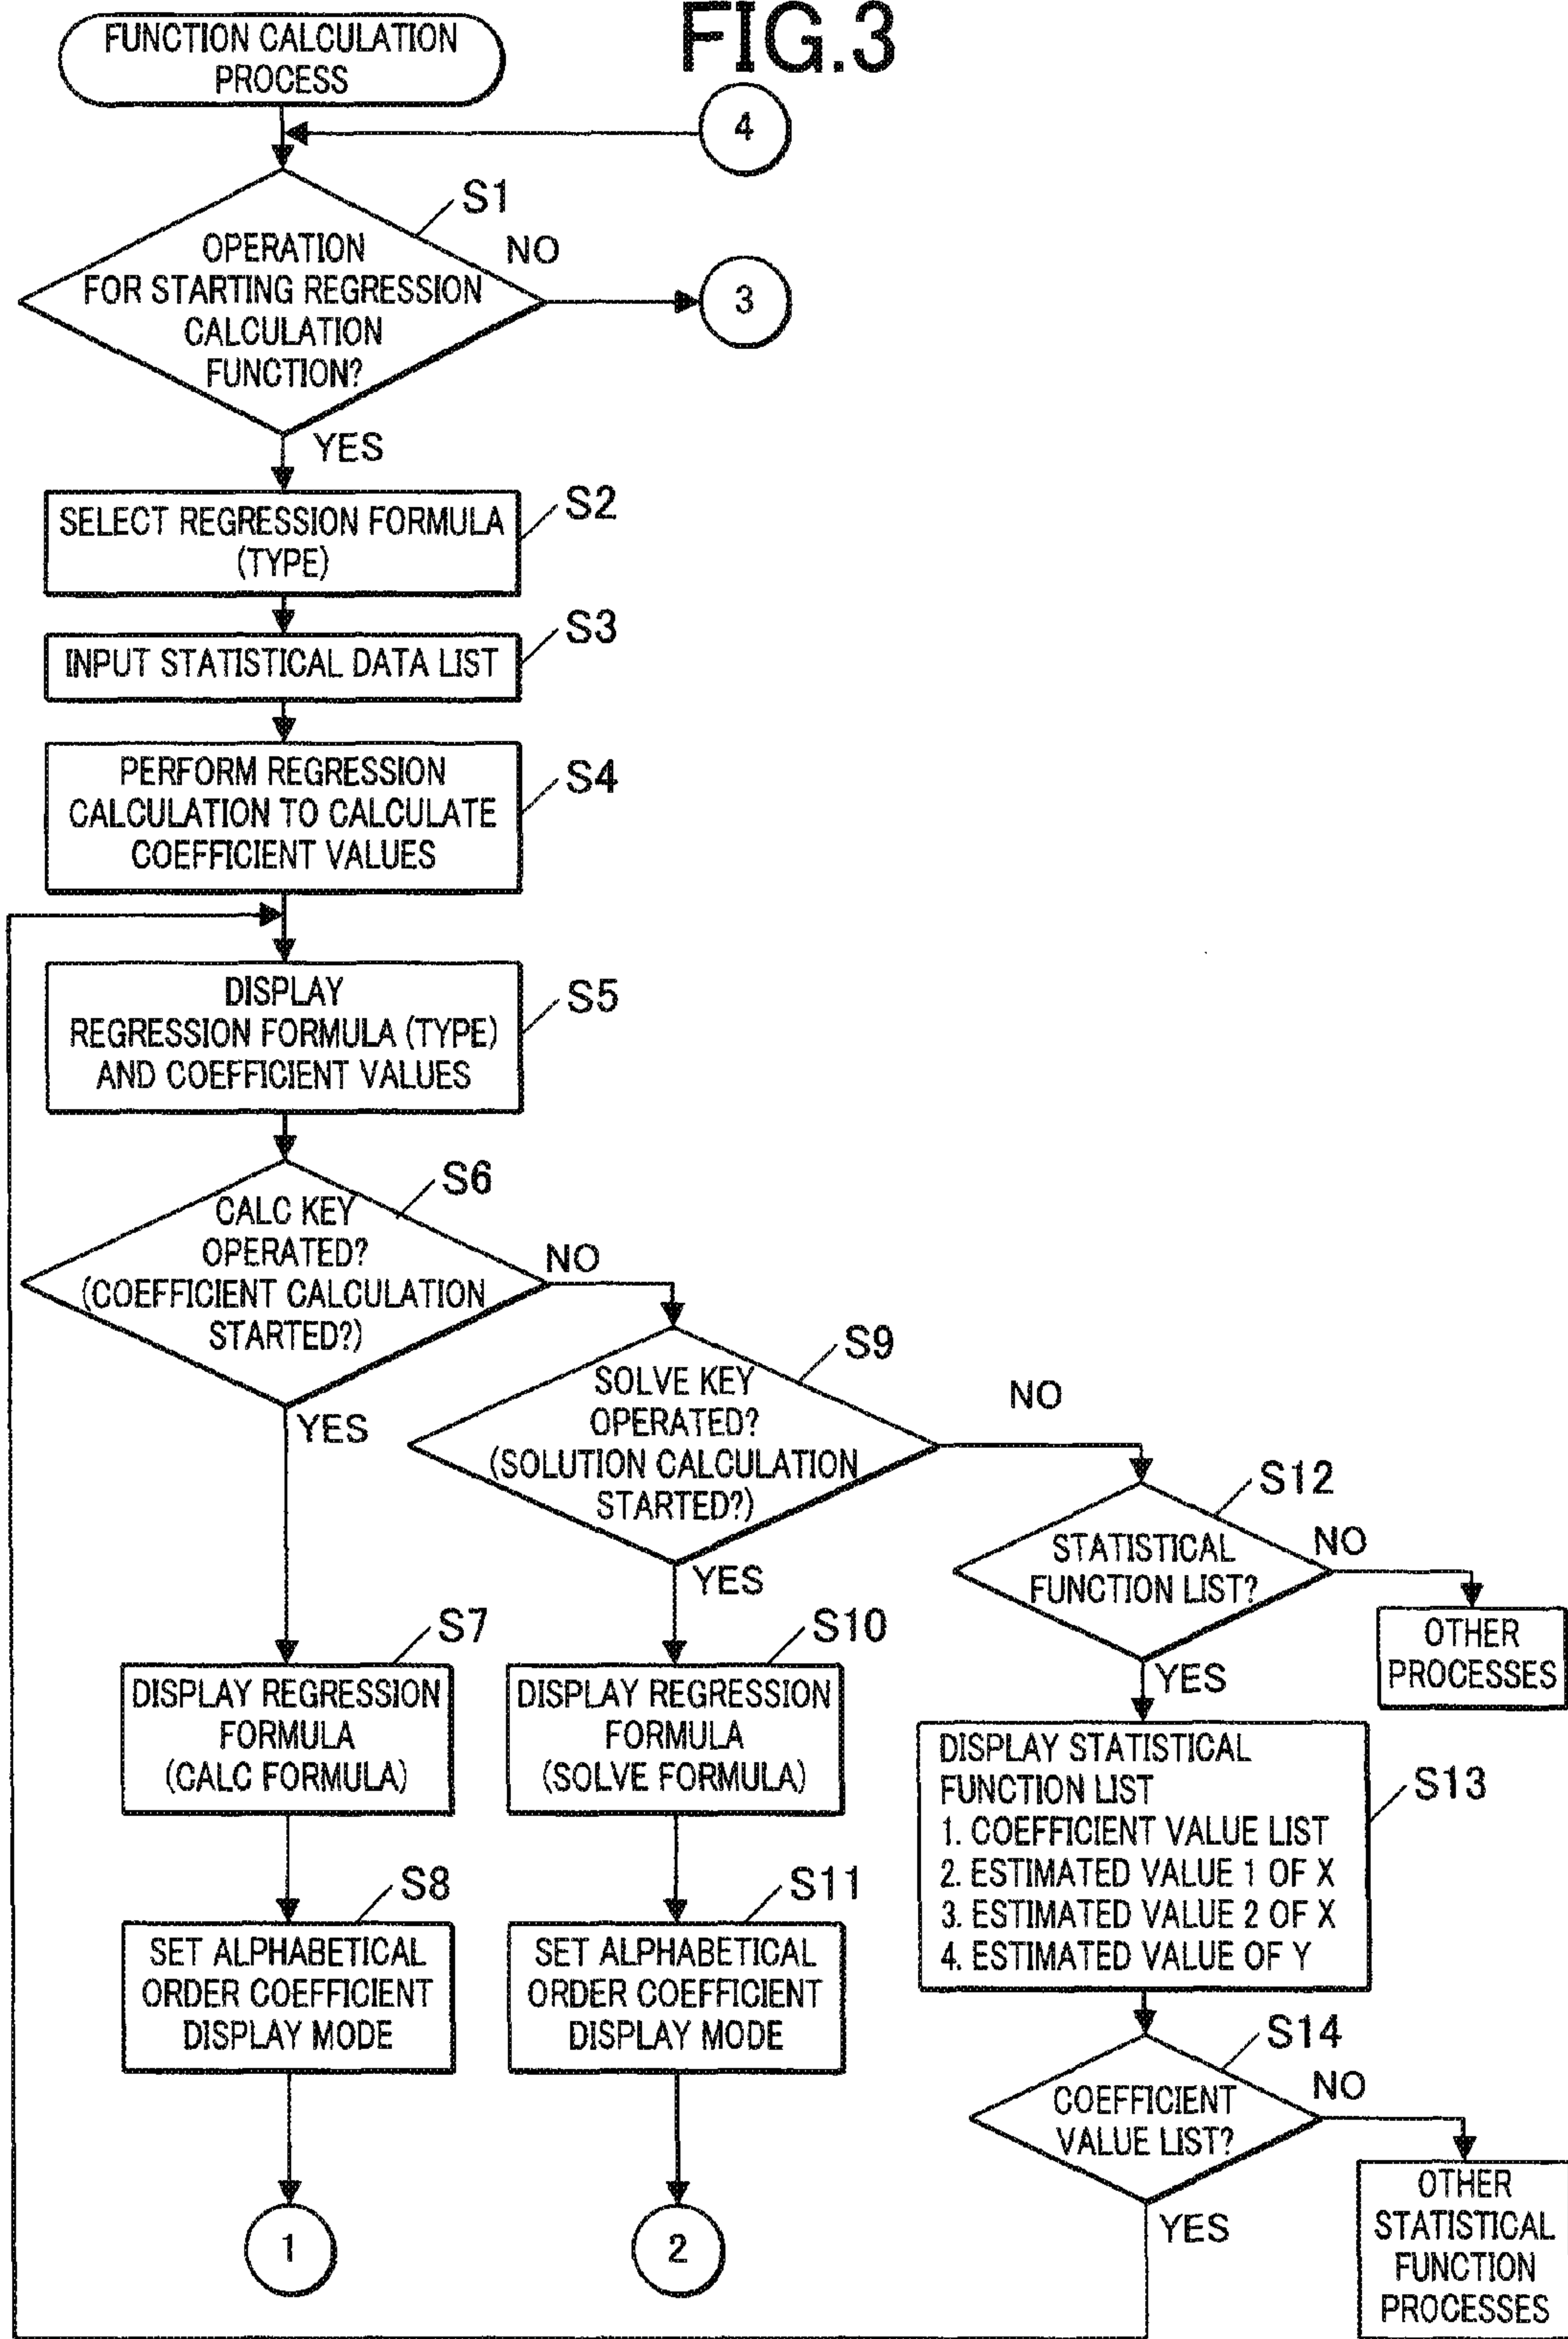 FIG.3
FUNCTION CALCULATION
PROCESS
4
S1
OPERATION
FOR STARTING REGRESSION
CALCULATION
FUNCTION?
NO
3
YES
S2
SELECT REGRESSION FORMULA
(TYPE)
S3
INPUT STATISTICAL DATA LIST
S4
PERFORM REGRESSION
CALCULATION TO CALCULATE
COEFFICIENT VALUES
S5
DISPLAY
REGRESSION FORMULA (TYPE)
AND COEFFICIENT VALUES
S6
CALC KEY
OPERATED?
(COEFFICIENT CALCULATION
STARTED?)
NO
YES
S9
SOLVE KEY
OPERATED?
(SOLUTION CALCULATION
STARTED?)
NO
YES
S12
STATISTICAL
FUNCTION LIST?
NO
YES
OTHER
PROCESSES
S7
DISPLAY REGRESSION
FORMULA
(CALC FORMULA)
S10
DISPLAY REGRESSION
FORMULA
(SOLVE FORMULA)
S13
DISPLAY STATISTICAL
FUNCTION LIST
1. COEFFICIENT VALUE LIST
2. ESTIMATED VALUE 1 OF X
3. ESTIMATED VALUE 2 OF X
4. ESTIMATED VALUE OF Y
S8
SET ALPHABETICAL
ORDER COEFFICIENT
DISPLAY MODE
S11
SET ALPHABETICAL
ORDER COEFFICIENT
DISPLAY MODE
S14
COEFFICIENT
VALUE LIST?
NO
YES
OTHER
STATISTICAL
FUNCTION
PROCESSES
1
2